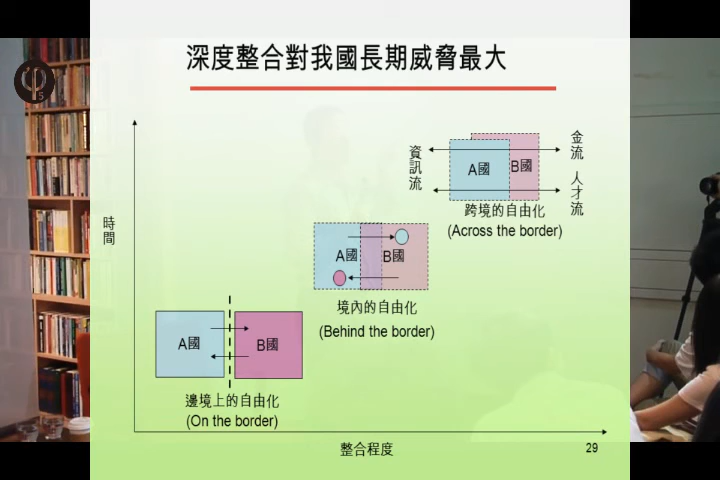 深度整合對我國長期威脅最大
φ5
時間
資訊流
金流
人才流
A國
B國
跨境的自由化
(Across the border)
A國
B國
境內的自由化
(Behind the border)
A國
B國
邊境上的自由化
(On the border)
整合程度
29